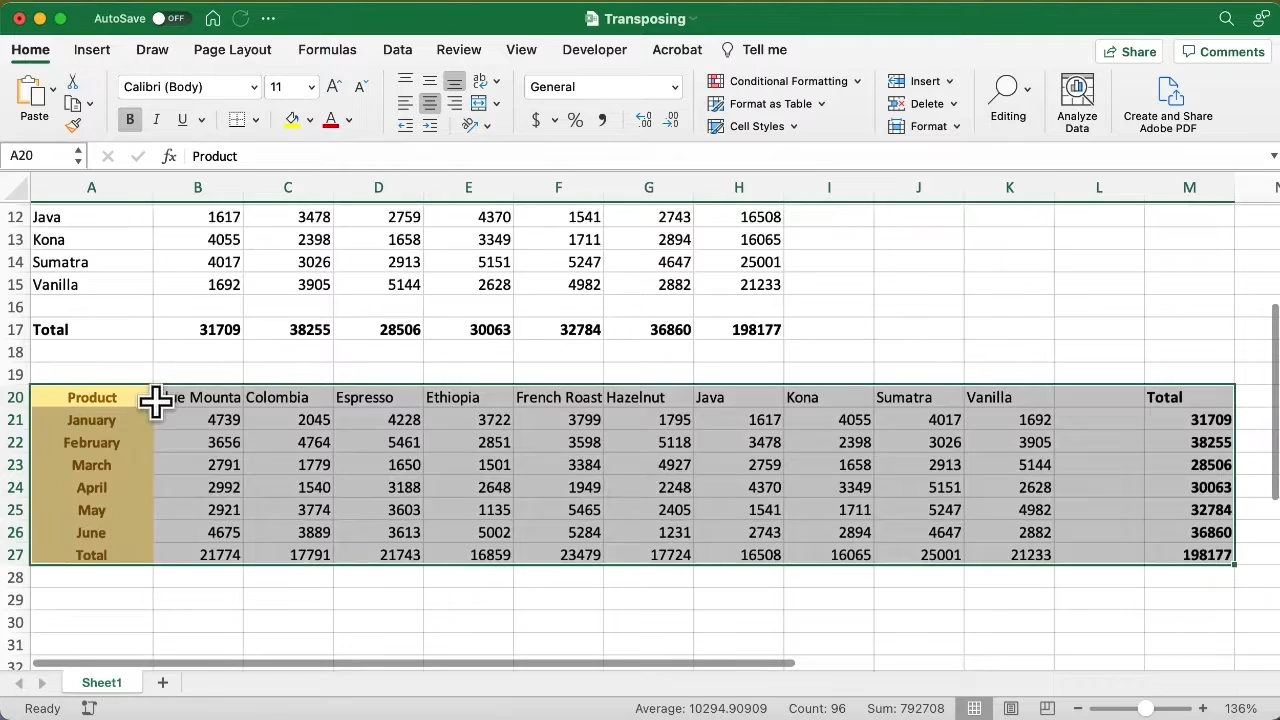 AutoSave OFF Transposing
Home Insert Draw Page Layout Formulas Data Review View Developer Acrobat Tell me Share Comments
Paste Calibri (Body) 11 General Conditional Formatting Insert
Format as Table Delete
Cell Styles Format
Editing Analyze Data Create and Share Adobe PDF
A20 fx Product
A B C D E F G H I J K L M
12 Java 1617 3478 2759 4370 1541 2743 16508
13 Kona 4055 2398 1658 3349 1711 2894 16065
14 Sumatra 4017 3026 2913 5151 5247 4647 25001
15 Vanilla 1692 3905 5144 2628 4982 2882 21233
16
17 Total 31709 38255 28506 30063 32784 36860 198177
18
19
20 Product Mounta Colombia Espresso Ethiopia French Roast Hazelnut Java Kona Sumatra Vanilla Total
21 January 4739 2045 4228 3722 3799 1795 1617 4055 4017 1692 31709
22 February 3656 4764 5461 2851 3598 5118 3478 2398 3026 3905 38255
23 March 2791 1779 1650 1501 3384 4927 2759 1658 2913 5144 28506
24 April 2992 1540 3188 2648 1949 2248 4370 3349 5151 2628 30063
25 May 2921 3774 3603 1135 5465 2405 1541 1711 5247 4982 32784
26 June 4675 3889 3613 5002 5284 1231 2743 2894 4647 2882 36860
27 Total 21774 17791 21743 16859 23479 17724 16508 16065 25001 21233 198177
28
29
30
31
32
Sheet1
Ready Average: 10294.90909 Count: 96 Sum: 792708 136%